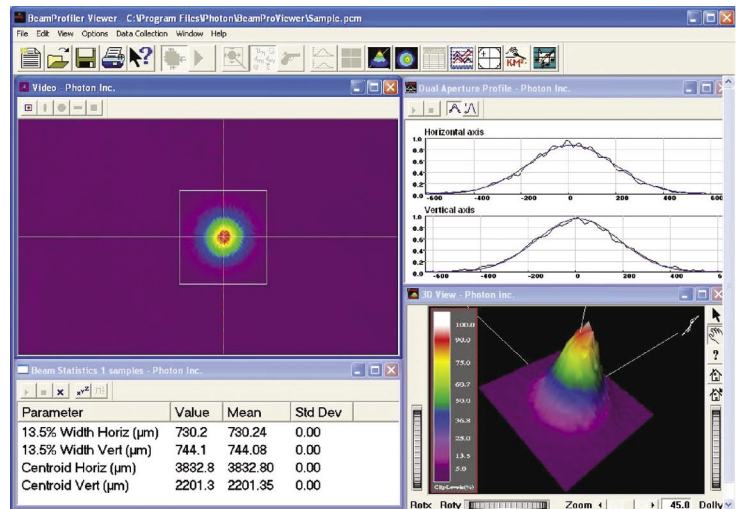 BeamProfiler Viewer - C:\Program Files\Photon\BeamProViewer\Sample.pcm
File Edit View Options Data Collection Window Help
KM²
Video - Photon Inc.
Dual Aperture Profile - Photon Inc.
Horizontal axis
1.0
0.8
0.6
0.4
0.2
0.0
-600 -400 -200 0 200 400 600
Vertical axis
1.0
0.8
0.6
0.4
0.2
0.0
-600 -400 -200 0 200 400 600
3D View - Photon Inc.
100.0
90.0
75.0
60.7
50.0
36.8
25.0
13.5
5.0
Clip Levels(%)
Rotx Roty Zoom 45.0 Dolly
Beam Statistics 1 samples - Photon Inc.
Parameter Value Mean Std Dev
13.5% Width Horiz (µm) 730.2 730.24 0.00
13.5% Width Vert (µm) 744.1 744.08 0.00
Centroid Horiz (µm) 3832.8 3832.80 0.00
Centroid Vert (µm) 2201.3 2201.35 0.00